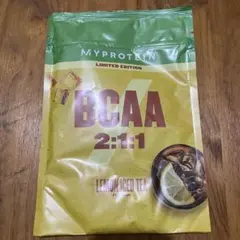 MYPROTEIN
LIMITED EDITION
BCAA
2:1:1
LEMON ICED TEA